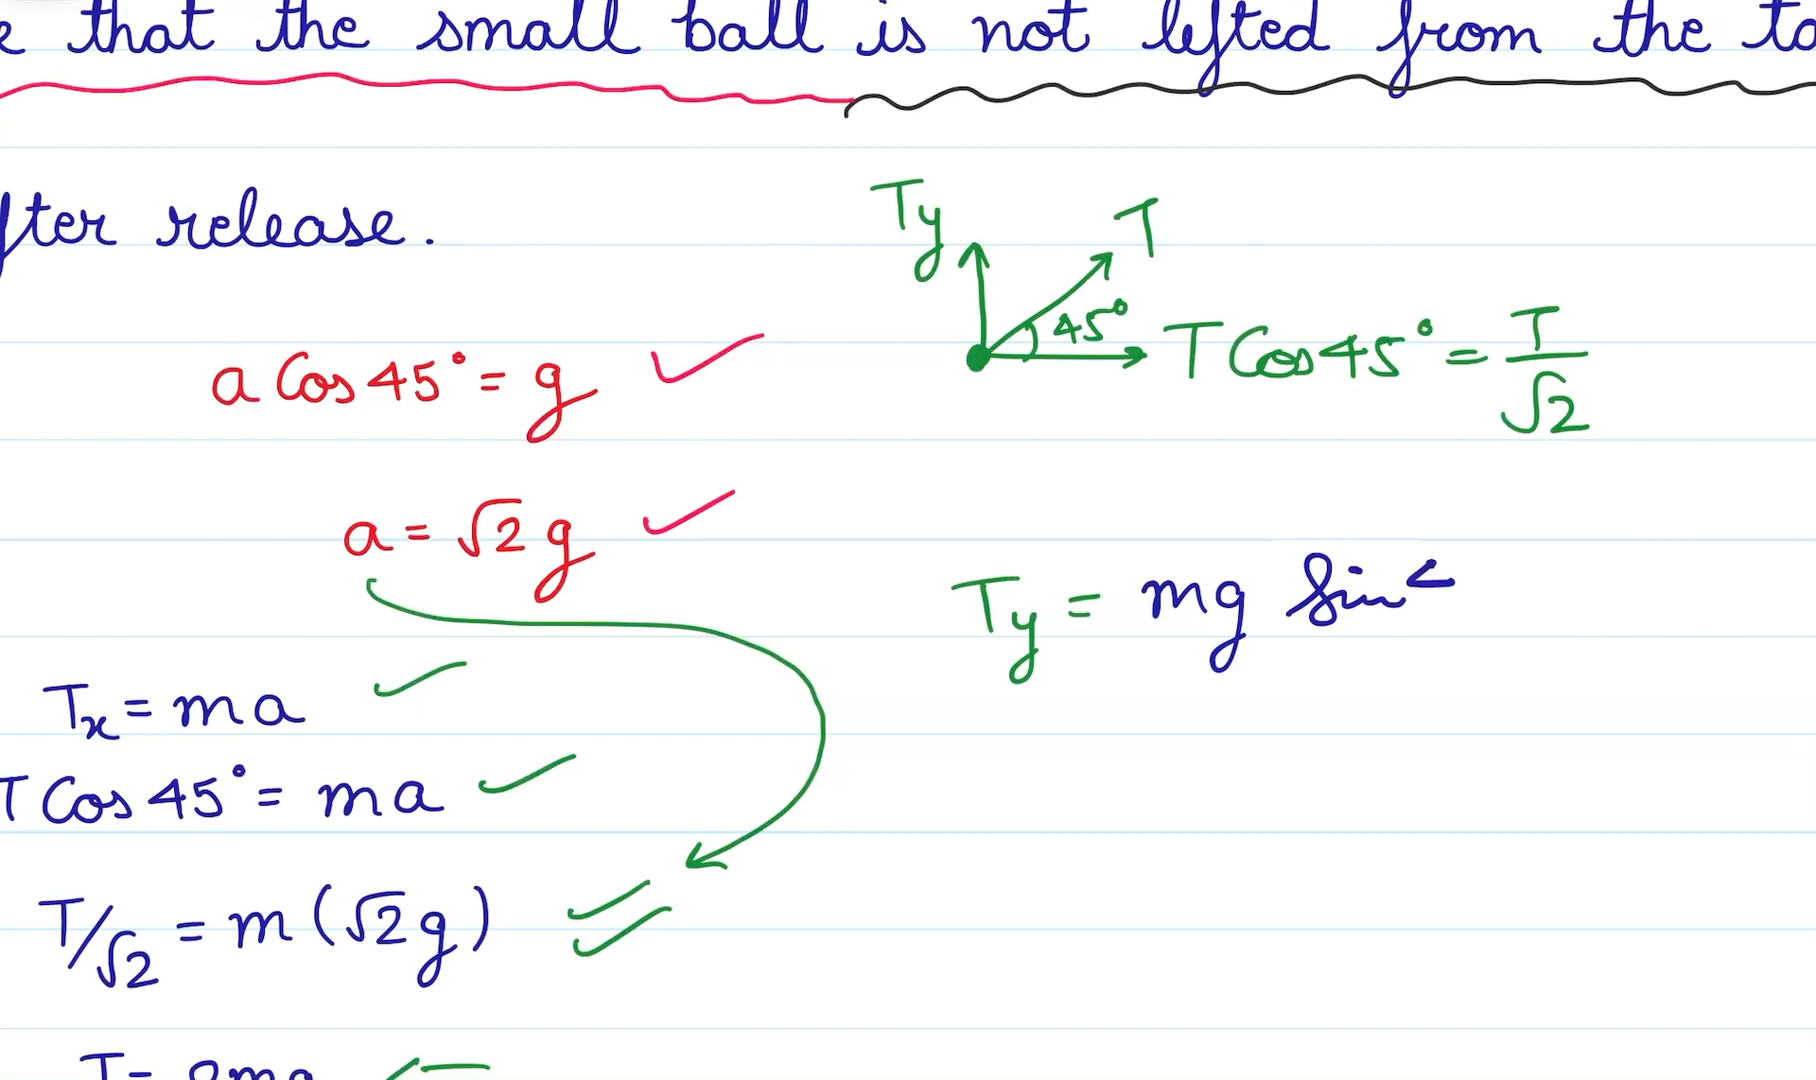 that the small ball is not lifted from the
release.
Ty
T
45°
T Cos 45° = T/√2
a Cos 45° = g
a = √2 g
Ty = mg Sin
Tx = ma
T Cos 45° = ma
T/√2 = m (√2 g)